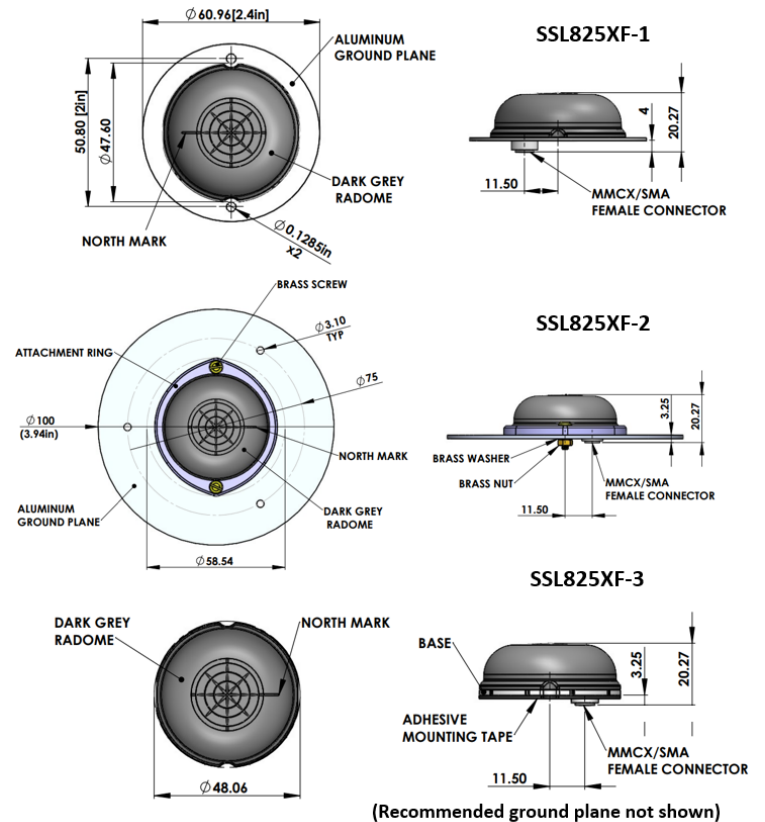 SSL825XF-1
Ø60.96[2.4in]
ALUMINUM
GROUND PLANE
50.80 [2in]
Ø47.60
DARK GREY
RADOME
NORTH MARK
Ø0.1285in
x2
4
20.27
11.50
MMCX/SMA
FEMALE CONNECTOR
SSL825XF-2
BRASS SCREW
Ø3.10
TYP
ATTACHMENT RING
Ø75
Ø100
(3.94in)
NORTH MARK
ALUMINUM
GROUND PLANE
DARK GREY
RADOME
Ø58.54
3.25
20.27
BRASS WASHER
BRASS NUT
MMCX/SMA
FEMALE CONNECTOR
11.50
SSL825XF-3
DARK GREY
RADOME
NORTH MARK
Ø48.06
BASE
3.25
20.27
ADHESIVE
MOUNTING TAPE
MMCX/SMA
FEMALE CONNECTOR
11.50
(Recommended ground plane not shown)